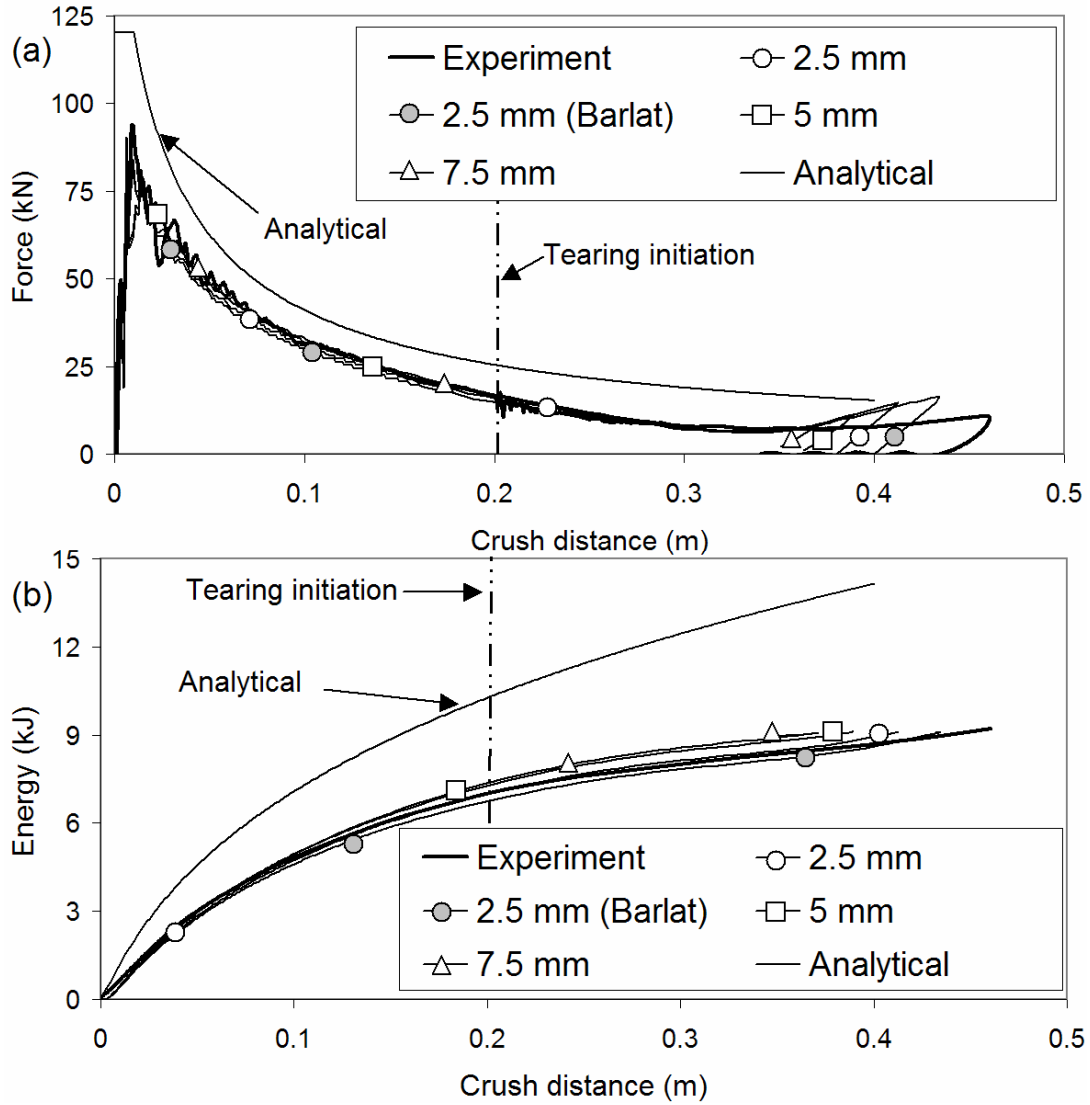 (a)
125
100
75
50
25
0
Force (kN)
Experiment
2.5 mm
2.5 mm (Barlat)
5 mm
7.5 mm
Analytical
Analytical
Tearing initiation
0 0.1 0.2 0.3 0.4 0.5
Crush distance (m)
(b)
15
12
9
6
3
0
Energy (kJ)
Tearing initiation
Analytical
Experiment
2.5 mm
2.5 mm (Barlat)
5 mm
7.5 mm
Analytical
0 0.1 0.2 0.3 0.4 0.5
Crush distance (m)